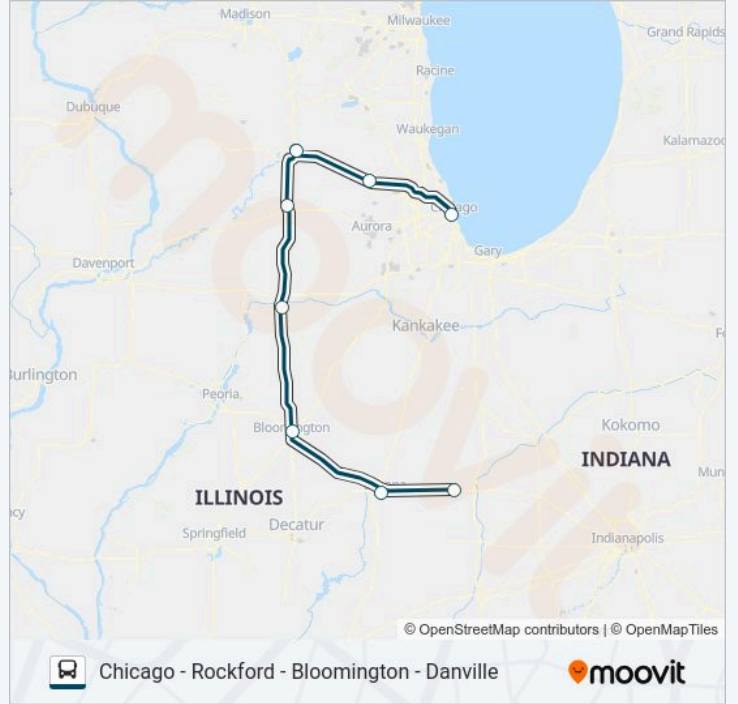 Madison
Milwaukee
Grand Rapids
Racine
Dubuque
Waukegan
Kalamazoo
Aurora
Gary
Davenport
Kankakee
Burlington
Peoria
Bloomington
Kokomo
INDIANA
ILLINOIS
Springfield
Decatur
Indianapolis
moovit
© OpenStreetMap contributors | © OpenMapTiles
Chicago - Rockford - Bloomington - Danville
moovit